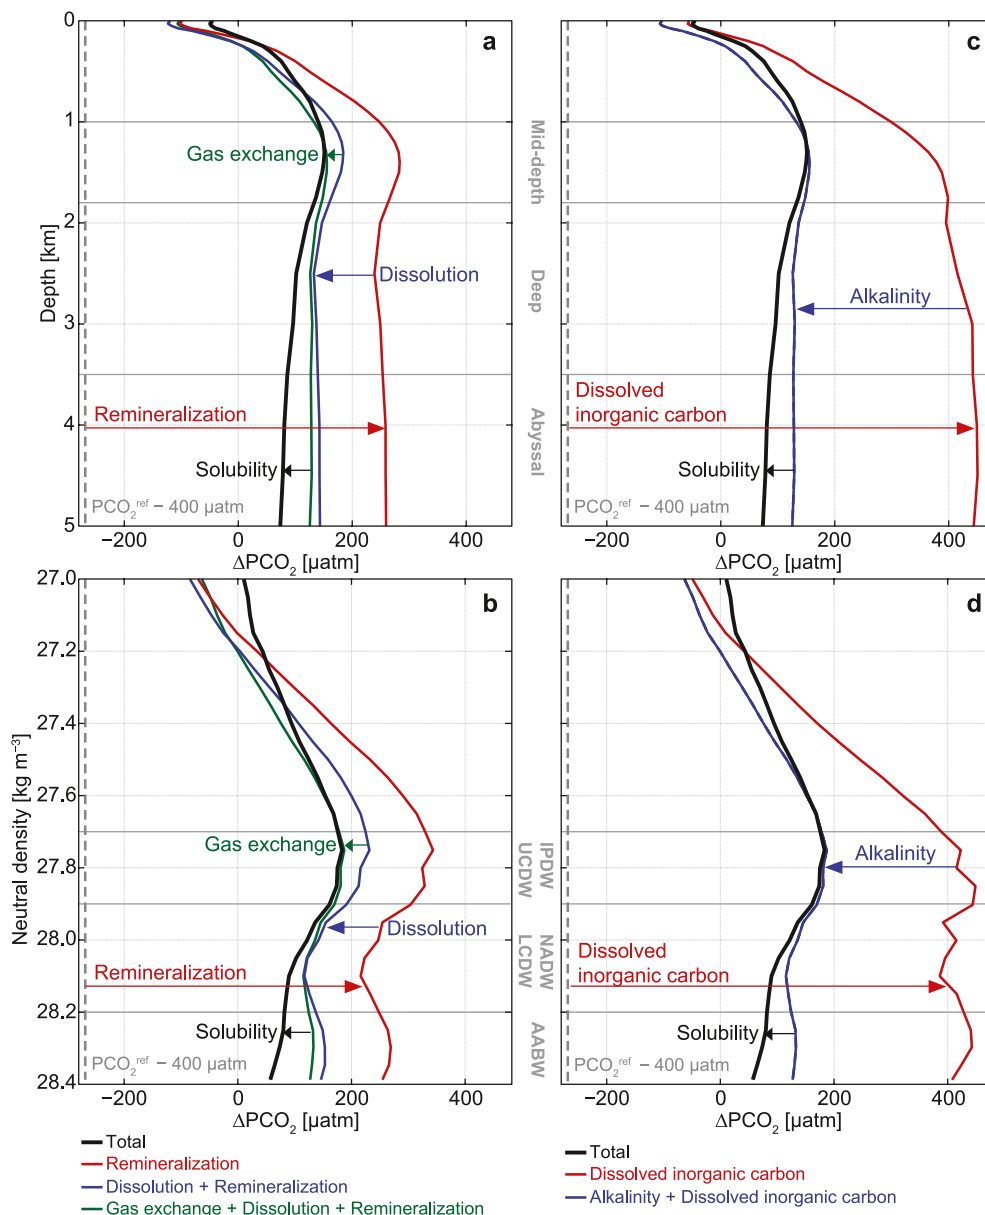 a
0
1
2
3
4
5
Depth [km]
Gas exchange
Dissolution
Remineralization
Solubility
PCO₂ʳᵉᶠ − 400 µatm
−200
0
200
400
ΔPCO₂ [µatm]
Mid-depth
Deep
Abyssal
c
Alkalinity
Dissolved
inorganic carbon
Solubility
PCO₂ʳᵉᶠ − 400 µatm
−200
0
200
400
ΔPCO₂ [µatm]
b
27.0
27.2
27.4
27.6
27.8
28.0
28.2
28.4
Neutral density [kg m⁻³]
Gas exchange
Dissolution
Remineralization
Solubility
PCO₂ʳᵉᶠ − 400 µatm
−200
0
200
400
ΔPCO₂ [µatm]
IPDW
UCDW
NADW
LCDW
AABW
d
Alkalinity
Dissolved
inorganic carbon
Solubility
PCO₂ʳᵉᶠ − 400 µatm
−200
0
200
400
ΔPCO₂ [µatm]
Total
Remineralization
Dissolution + Remineralization
Gas exchange + Dissolution + Remineralization
Total
Dissolved inorganic carbon
Alkalinity + Dissolved inorganic carbon